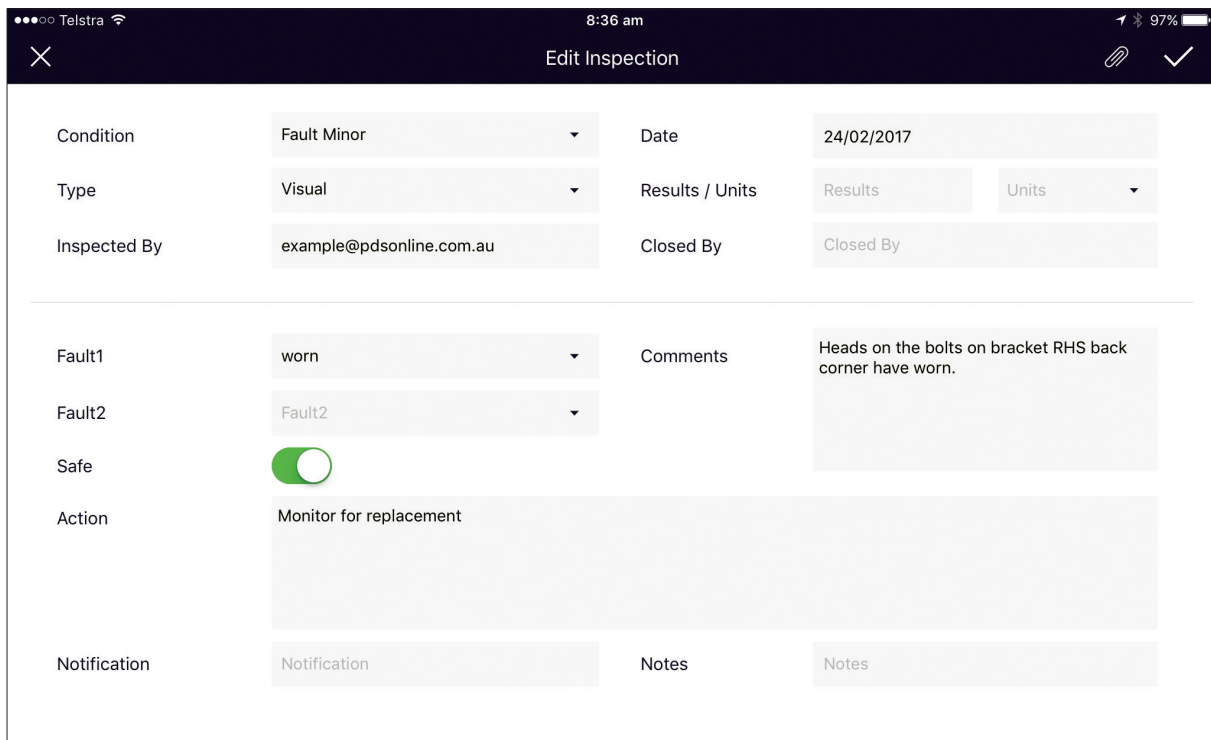 Telstra 8:36 am 97%
Edit Inspection
Condition Fault Minor Date 24/02/2017
Type Visual Results / Units Results Units
Inspected By example@pdsonline.com.au Closed By Closed By
Fault1 worn Comments Heads on the bolts on bracket RHS back
corner have worn.
Fault2 Fault2
Safe
Action Monitor for replacement
Notification Notification Notes Notes